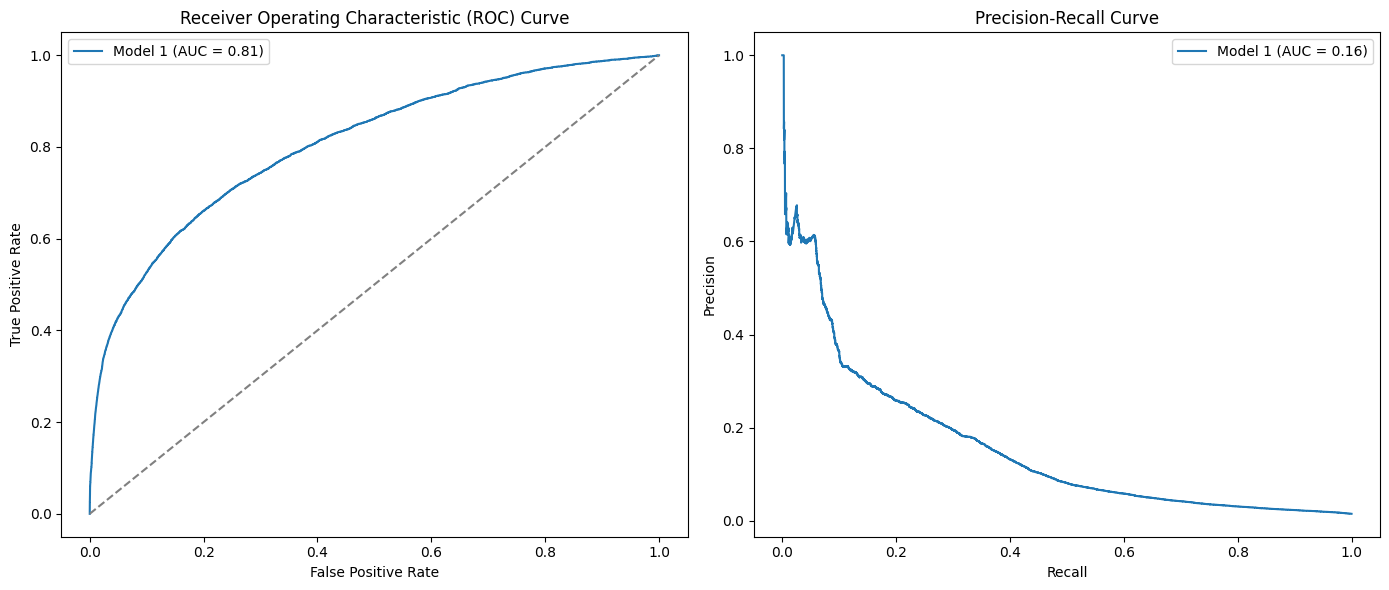 Receiver Operating Characteristic (ROC) Curve
Model 1 (AUC = 0.81)
1.0
0.8
0.6
0.4
0.2
0.0
True Positive Rate
0.0 0.2 0.4 0.6 0.8 1.0
False Positive Rate
Precision-Recall Curve
Model 1 (AUC = 0.16)
1.0
0.8
0.6
0.4
0.2
0.0
Precision
0.0 0.2 0.4 0.6 0.8 1.0
Recall